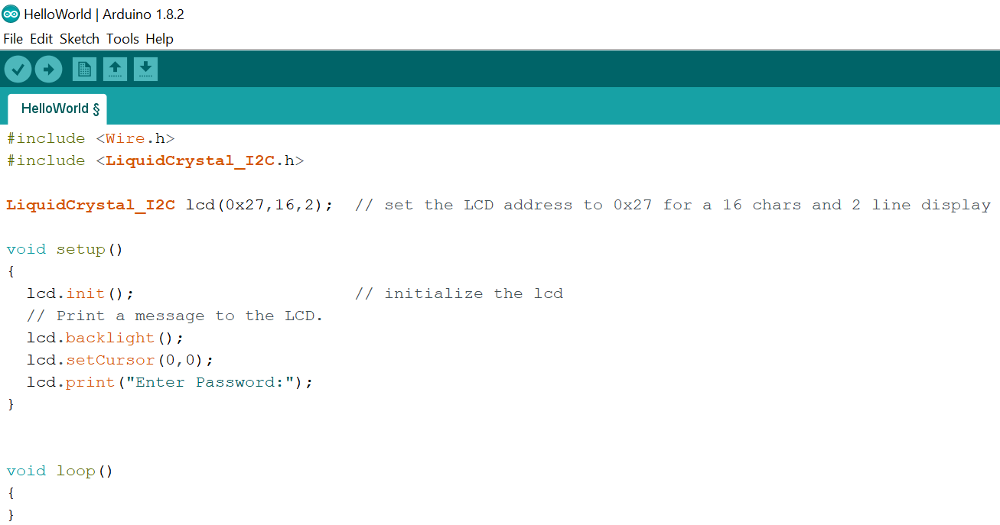 HelloWorld | Arduino 1.8.2
File Edit Sketch Tools Help
HelloWorld §
#include <Wire.h>
#include <LiquidCrystal_I2C.h>
LiquidCrystal_I2C lcd(0x27,16,2);  // set the LCD address to 0x27 for a 16 chars and 2 line display
void setup()
{
  lcd.init();                      // initialize the lcd
  // Print a message to the LCD.
  lcd.backlight();
  lcd.setCursor(0,0);
  lcd.print("Enter Password:");
}
void loop()
{
}